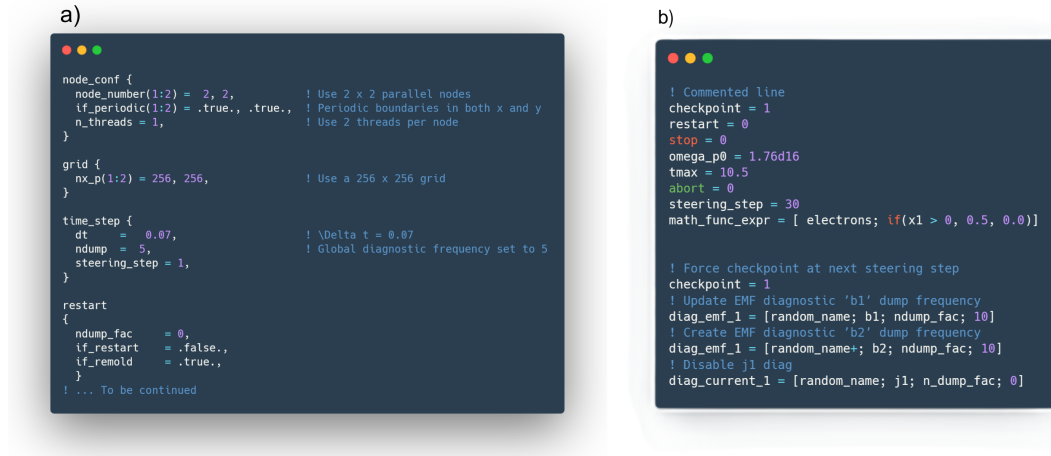 a)
node_conf {
node_number(1:2) = 2, 2, ! Use 2 x 2 parallel nodes
if_periodic(1:2) = .true., .true., ! Periodic boundaries in both x and y
n_threads = 1, ! Use 2 threads per node
}
grid {
nx_p(1:2) = 256, 256, ! Use a 256 x 256 grid
}
time_step {
dt = 0.07, ! \Delta t = 0.07
ndump = 5, ! Global diagnostic frequency set to 5
steering_step = 1,
}
restart
{
ndump_fac = 0,
if_restart = .false.,
if_remold = .true.,
}
! ... To be continued
b)
! Commented line
checkpoint = 1
restart = 0
stop = 0
omega_p0 = 1.76d16
tmax = 10.5
abort = 0
steering_step = 30
math_func_expr = [ electrons; if(x1 > 0, 0.5, 0.0)]
! Force checkpoint at next steering step
checkpoint = 1
! Update EMF diagnostic ‘b1’ dump frequency
diag_emf_1 = [random_name; b1; ndump_fac; 10]
! Create EMF diagnostic ‘b2’ dump frequency
diag_emf_1 = [random_name+; b2; ndump_fac; 10]
! Disable j1 diag
diag_current_1 = [random_name; j1; n_dump_fac; 0]